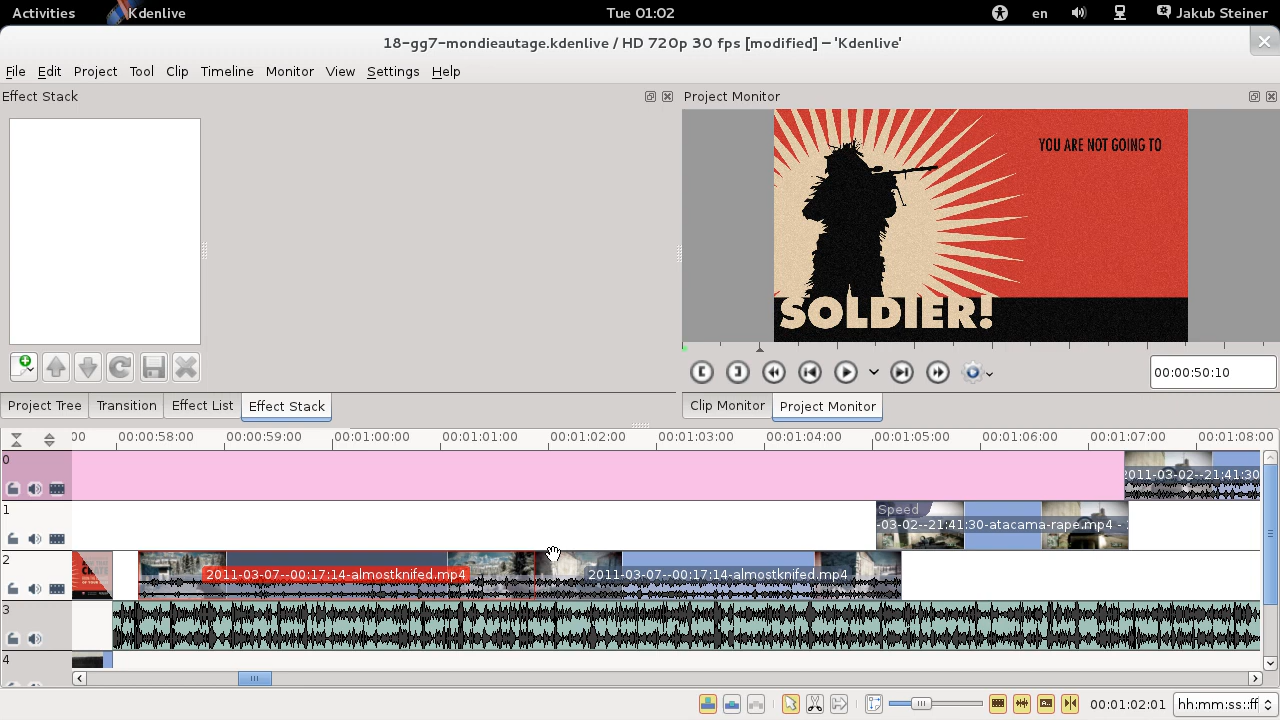 Activities
Kdenlive
Tue 01:02
en
Jakub Steiner
18-gg7-mondieautage.kdenlive / HD 720p 30 fps [modified] – 'Kdenlive'
File Edit Project Tool Clip Timeline Monitor View Settings Help
Effect Stack
Project Monitor
YOU ARE NOT GOING TO
SOLDIER!
00:00:50:10
Project Tree Transition Effect List Effect Stack
Clip Monitor Project Monitor
:00 00:00:58:00 00:00:59:00 00:01:00:00 00:01:01:00 00:01:02:00 00:01:03:00 00:01:04:00 00:01:05:00 00:01:06:00 00:01:07:00 00:01:08:00
0
2011-03-02--21:41:30
1
Speed
-03-02--21:41:30-atacama-rape.mp4 -
2
2011-03-07--00:17:14-almostknifed.mp4
2011-03-07--00:17:14-almostknifed.mp4
3
4
00:01:02:01
hh:mm:ss::ff